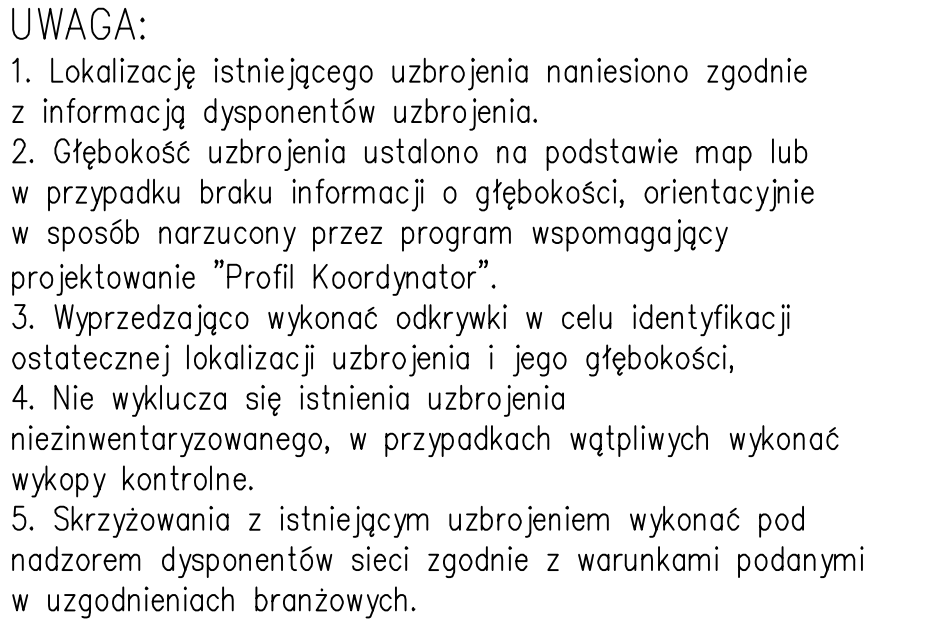 UWAGA:
1. Lokalizację istniejącego uzbrojenia naniesiono zgodnie
z informacją dysponentów uzbrojenia.
2. Głębokość uzbrojenia ustalono na podstawie map lub
w przypadku braku informacji o głębokości, orientacyjnie
w sposób narzucony przez program wspomagający
projektowanie "Profil Koordynator".
3. Wyprzedzająco wykonać odkrywki w celu identyfikacji
ostatecznej lokalizacji uzbrojenia i jego głębokości,
4. Nie wyklucza się istnienia uzbrojenia
niezinwentaryzowanego, w przypadkach wątpliwych wykonać
wykopy kontrolne.
5. Skrzyżowania z istniejącym uzbrojeniem wykonać pod
nadzorem dysponentów sieci zgodnie z warunkami podanymi
w uzgodnieniach branżowych.